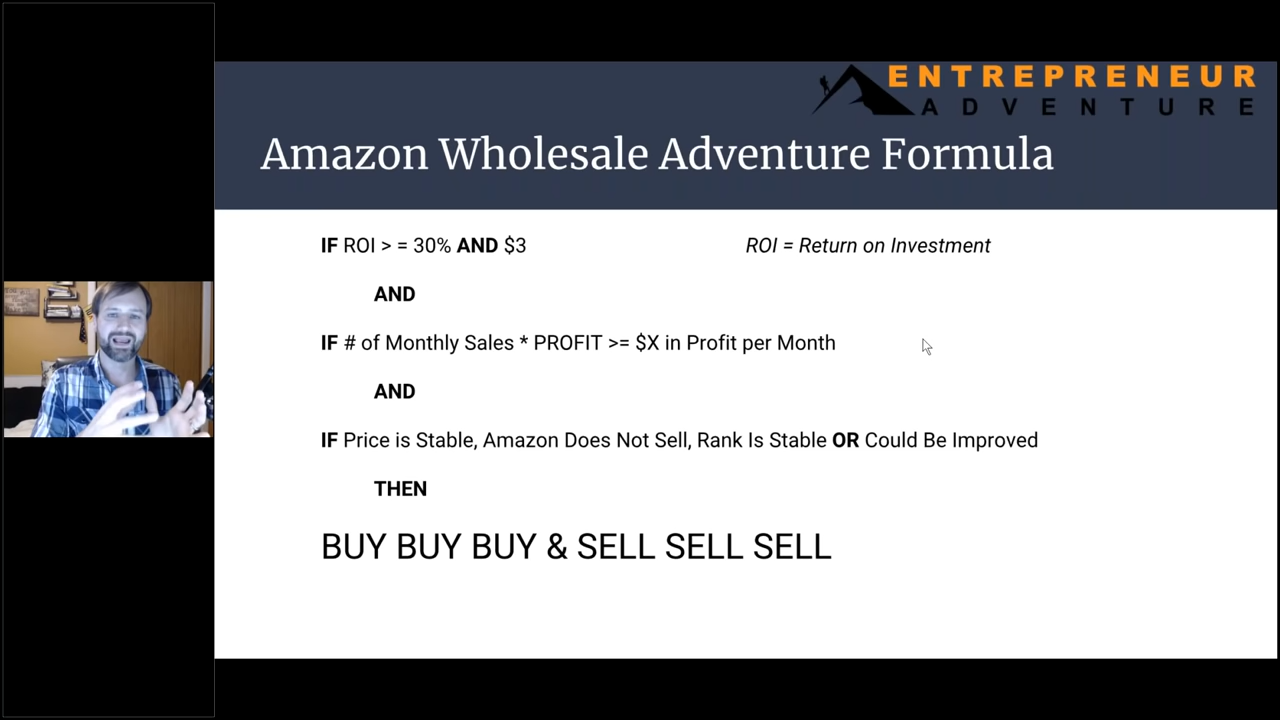 ENTREPRENEUR
ADVENTURE
Amazon Wholesale Adventure Formula
IF ROI > = 30% AND $3
ROI = Return on Investment
AND
IF # of Monthly Sales * PROFIT >= $X in Profit per Month
AND
IF Price is Stable, Amazon Does Not Sell, Rank Is Stable OR Could Be Improved
THEN
BUY BUY BUY & SELL SELL SELL